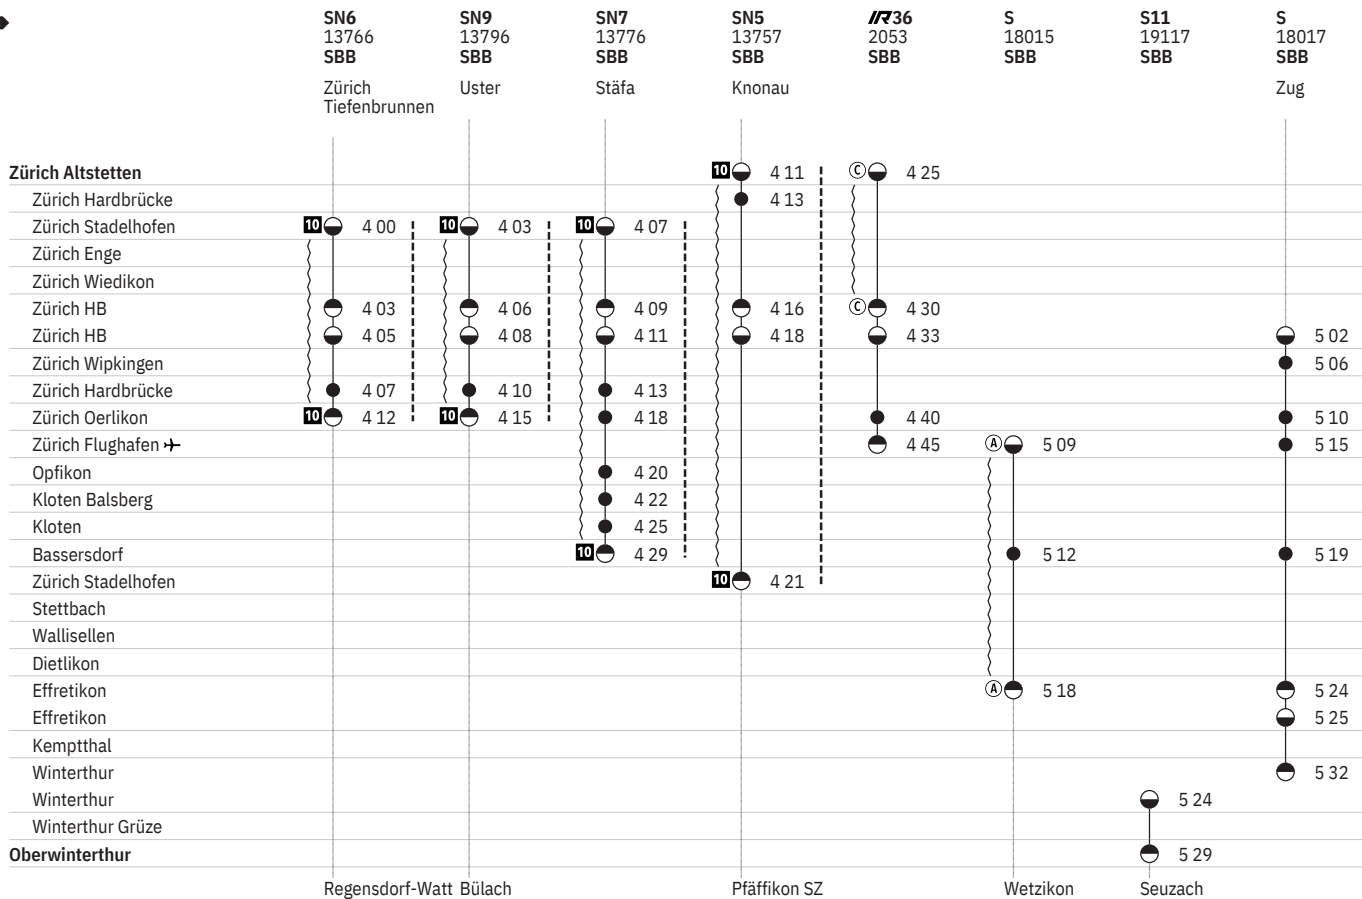 SN6 SN9 SN7 SN5 IR36 S S11 S
13766 13796 13776 13757 2053 18015 19117 18017
SBB SBB SBB SBB SBB SBB SBB SBB
Zürich Uster Stäfa Knonau Zug
Tiefenbrunnen
Zürich Altstetten 10 4 11 C 4 25
Zürich Hardbrücke 4 13
Zürich Stadelhofen 10 4 00 10 4 03 10 4 07
Zürich Enge
Zürich Wiedikon
Zürich HB 4 03 4 06 4 09 4 16 C 4 30
Zürich HB 4 05 4 08 4 11 4 18 4 33 5 02
Zürich Wipkingen 5 06
Zürich Hardbrücke 4 07 4 10 4 13
Zürich Oerlikon 10 4 12 10 4 15 4 18 4 40 5 10
Zürich Flughafen 4 45 A 5 09 5 15
Opfikon 4 20
Kloten Balsberg 4 22
Kloten 4 25
Bassersdorf 10 4 29 5 12 5 19
Zürich Stadelhofen 10 4 21
Stettbach
Wallisellen
Dietlikon
Effretikon A 5 18 5 24
Effretikon 5 25
Kemptthal
Winterthur 5 32
Winterthur 5 24
Winterthur Grüze
Oberwinterthur 5 29
Regensdorf-Watt Bülach Pfäffikon SZ Wetzikon Seuzach